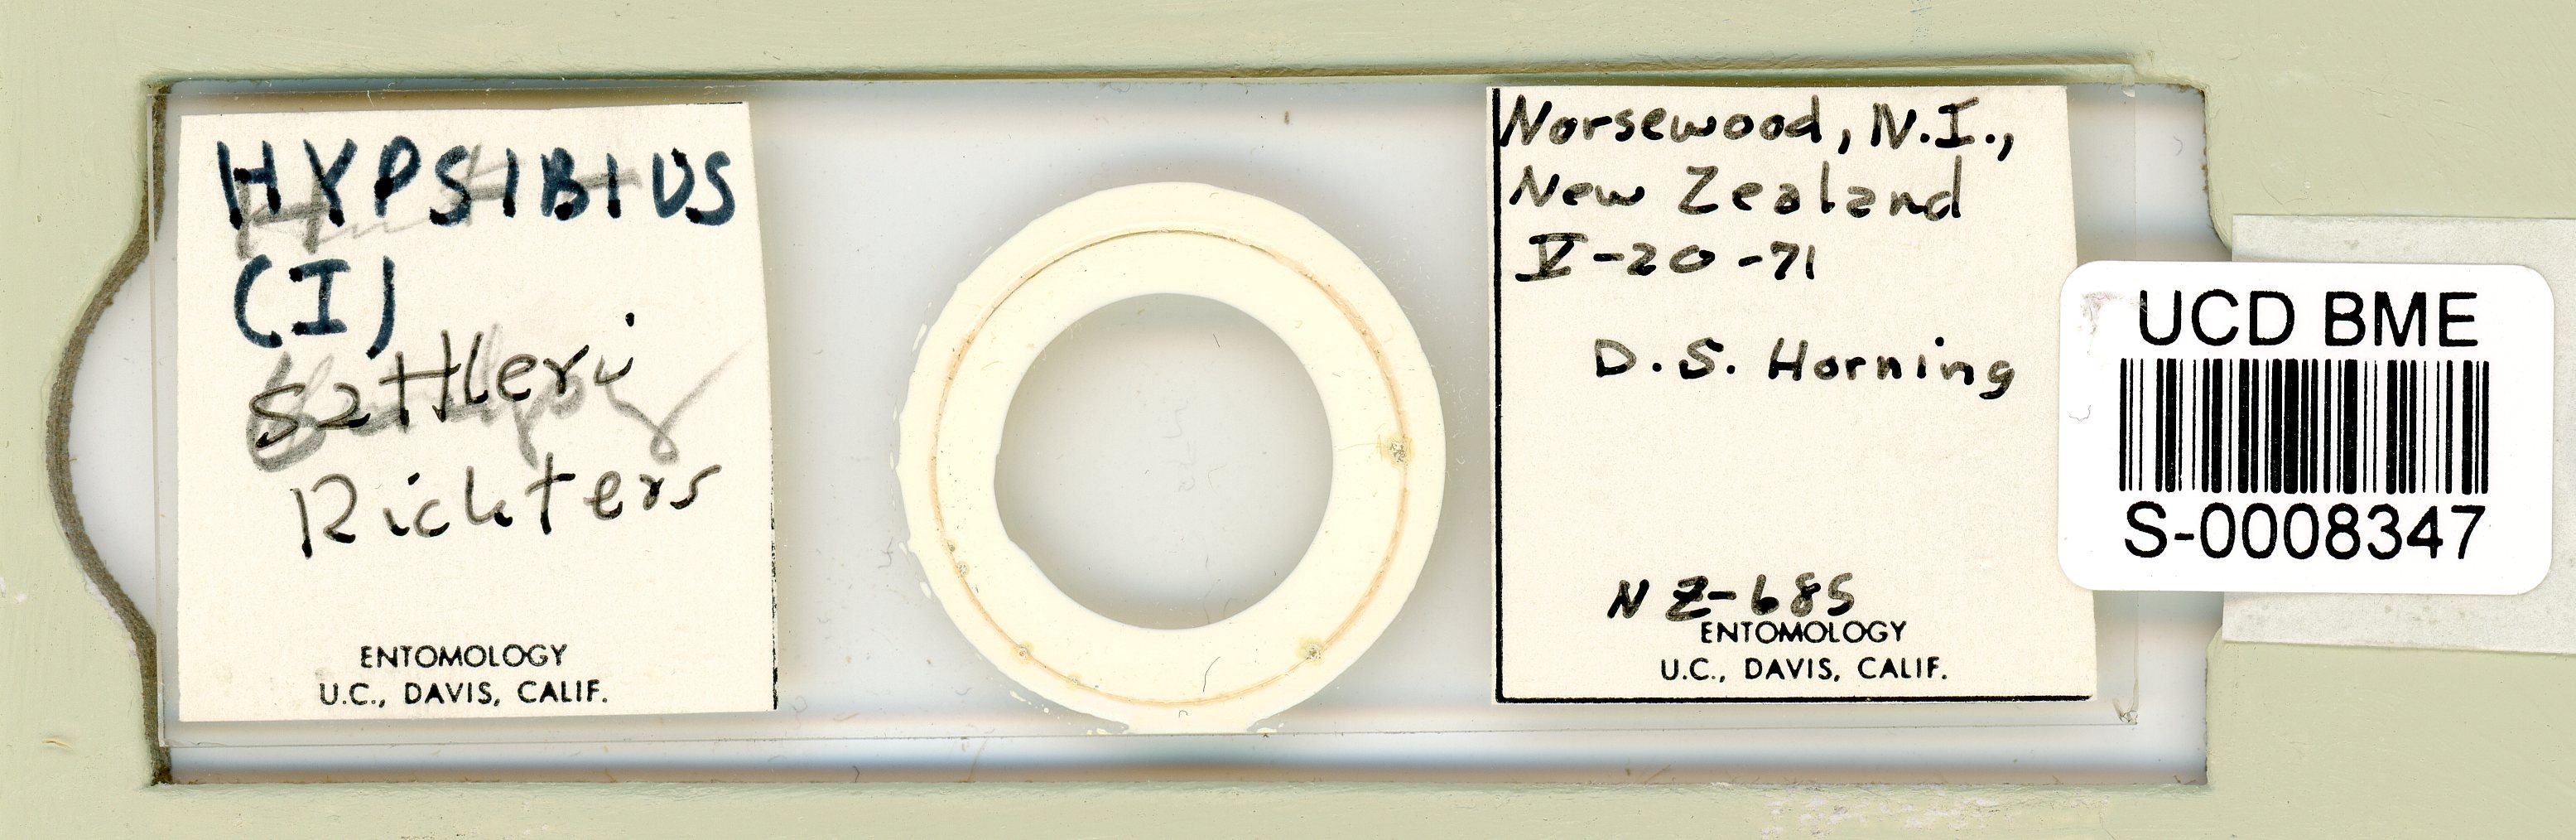 HYPSIBIUS
(I)
sattleri
Richters
ENTOMOLOGY
U.C., DAVIS, CALIF.
Norsewood, N.I.,
New Zealand
V-20-71
D.S. Horning
NZ-685
ENTOMOLOGY
U.C., DAVIS, CALIF.
UCD BME
S-0008347